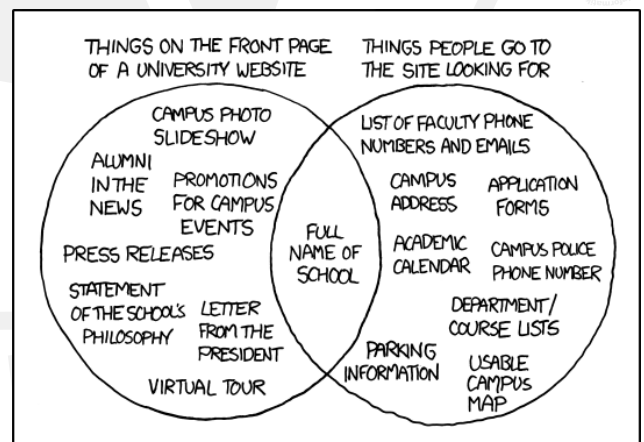 THINGS ON THE FRONT PAGE
OF A UNIVERSITY WEBSITE
THINGS PEOPLE GO TO
THE SITE LOOKING FOR
CAMPUS PHOTO
SLIDESHOW
ALUMNI
IN THE
NEWS
PROMOTIONS
FOR CAMPUS
EVENTS
PRESS RELEASES
STATEMENT
OF THE SCHOOL'S
PHILOSOPHY
LETTER
FROM THE
PRESIDENT
VIRTUAL TOUR
FULL
NAME OF
SCHOOL
LIST OF FACULTY PHONE
NUMBERS AND EMAILS
CAMPUS
ADDRESS
APPLICATION
FORMS
ACADEMIC
CALENDAR
CAMPUS POLICE
PHONE NUMBER
DEPARTMENT/
COURSE LISTS
PARKING
INFORMATION
USABLE
CAMPUS
MAP